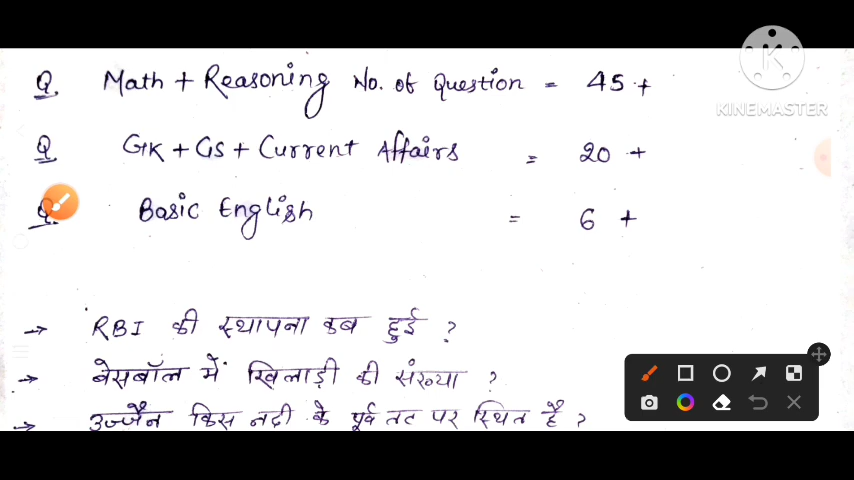 Q. Math + Reasoning No. of Question = 45 +
KINEMASTER
Q GK + GS + Current Affairs = 20 +
Q. Basic English = 6 +
→ RBI की स्थापना कब हुई ?
→ बेसबॉल में खिलाड़ी की संख्या ?
→ उज्जैन किस नदी के पूर्व तट पर स्थित है ?